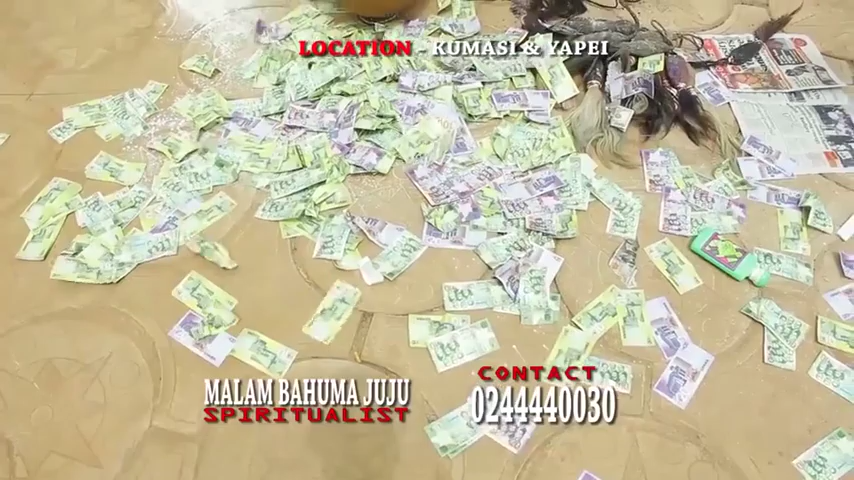 LOCATION - KUMASI & YAPEI
MALAM BAHUMA JUJU
SPIRITUALIST
CONTACT
0244440030